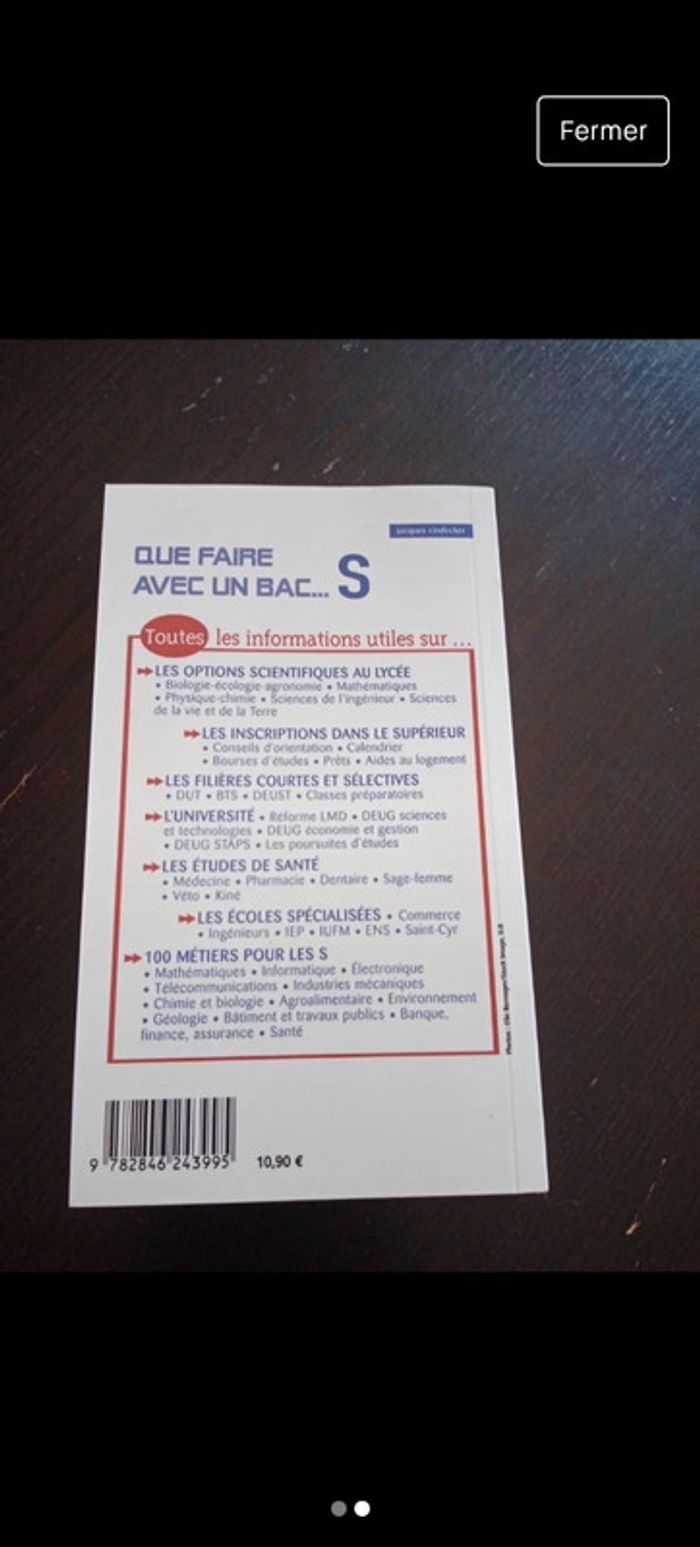 Fermer
Jacques Lindecker
QUE FAIRE
AVEC UN BAC... S
Toutes les informations utiles sur ...
LES OPTIONS SCIENTIFIQUES AU LYCÉE
• Biologie-écologie-agronomie • Mathématiques
• Physique-chimie • Sciences de l'ingénieur • Sciences
de la vie et de la Terre
LES INSCRIPTIONS DANS LE SUPÉRIEUR
• Conseils d'orientation • Calendrier
• Bourses d'études • Prêts • Aides au logement
LES FILIÈRES COURTES ET SÉLECTIVES
• DUT • BTS • DEUST • Classes préparatoires
L'UNIVERSITÉ • Réforme LMD • DEUG sciences
et technologies • DEUG économie et gestion
• DEUG STAPS • Les poursuites d'études
LES ÉTUDES DE SANTÉ
• Médecine • Pharmacie • Dentaire • Sage-femme
• Véto • Kiné
LES ÉCOLES SPÉCIALISÉES • Commerce
• Ingénieurs • IEP • IUFM • ENS • Saint-Cyr
100 MÉTIERS POUR LES S
• Mathématiques • Informatique • Électronique
• Télécommunications • Industries mécaniques
• Chimie et biologie • Agroalimentaire • Environnement
• Géologie • Bâtiment et travaux publics • Banque,
finance, assurance • Santé
9 782846 243995 10,90 €